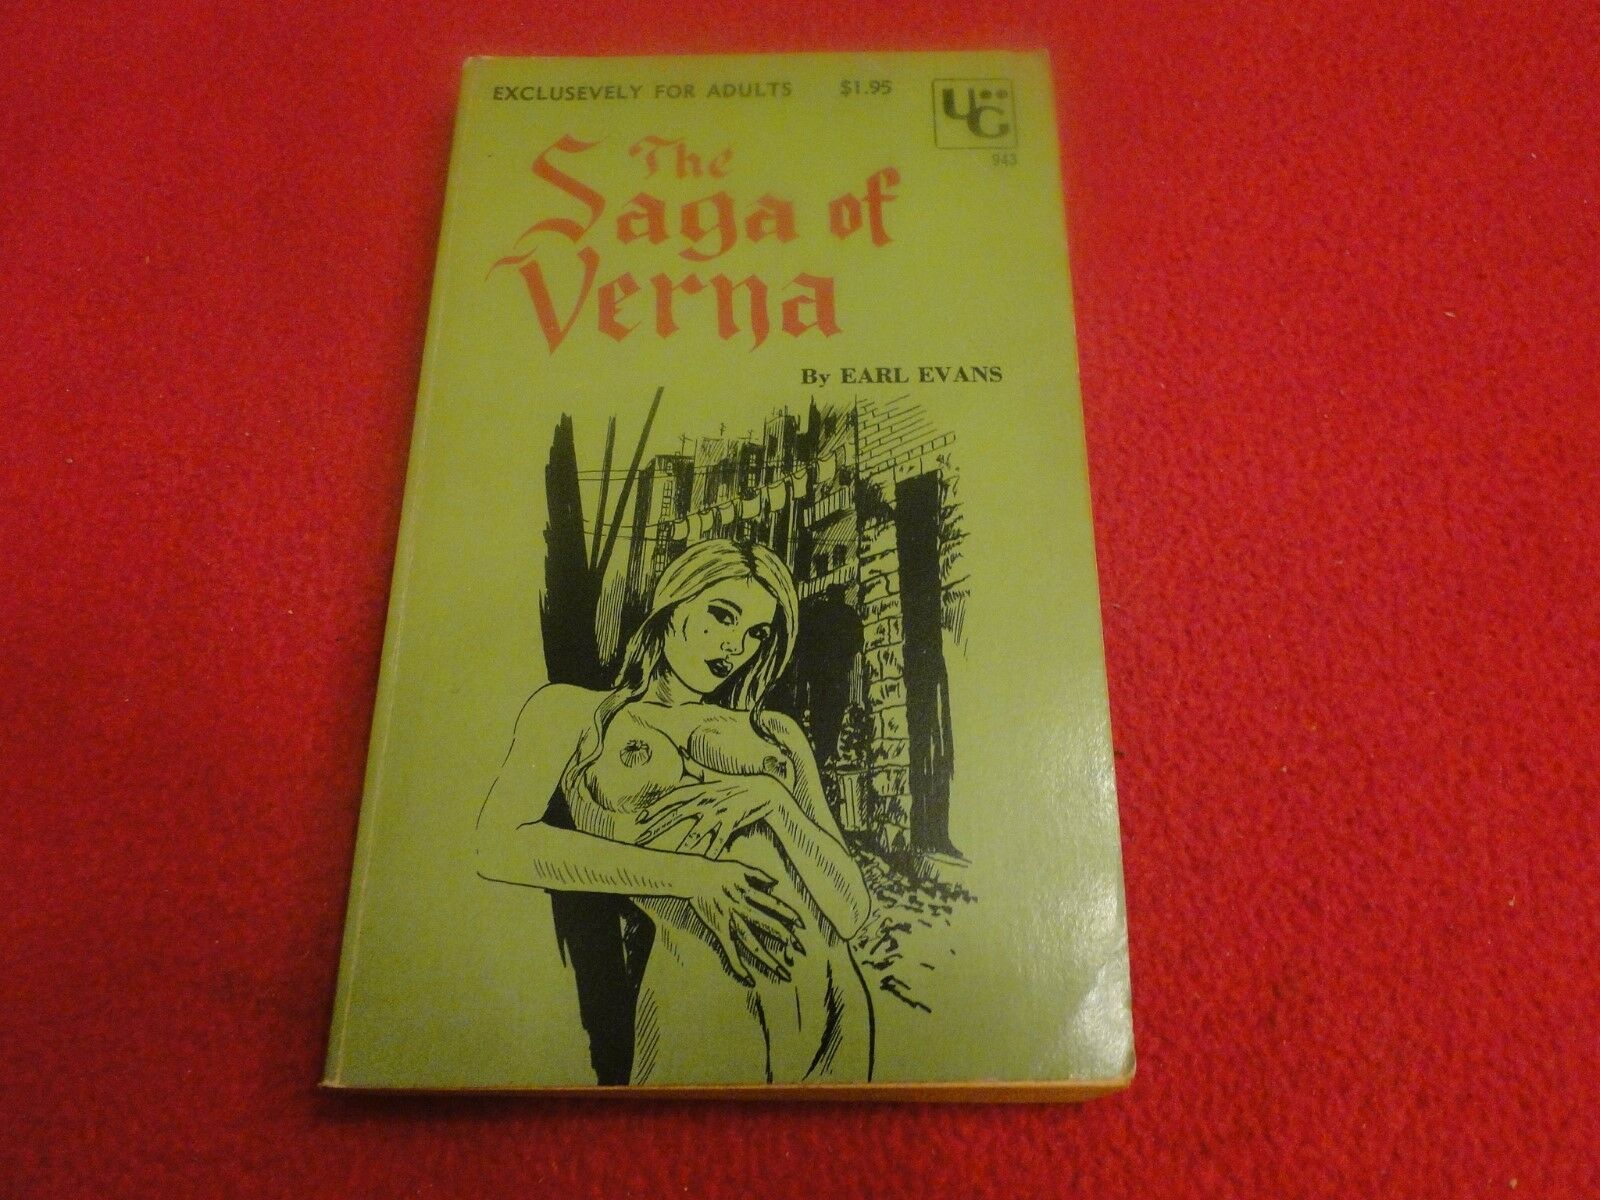 EXCLUSEVELY FOR ADULTS $1.95
UG
943
The
Saga of
Verna
By EARL EVANS